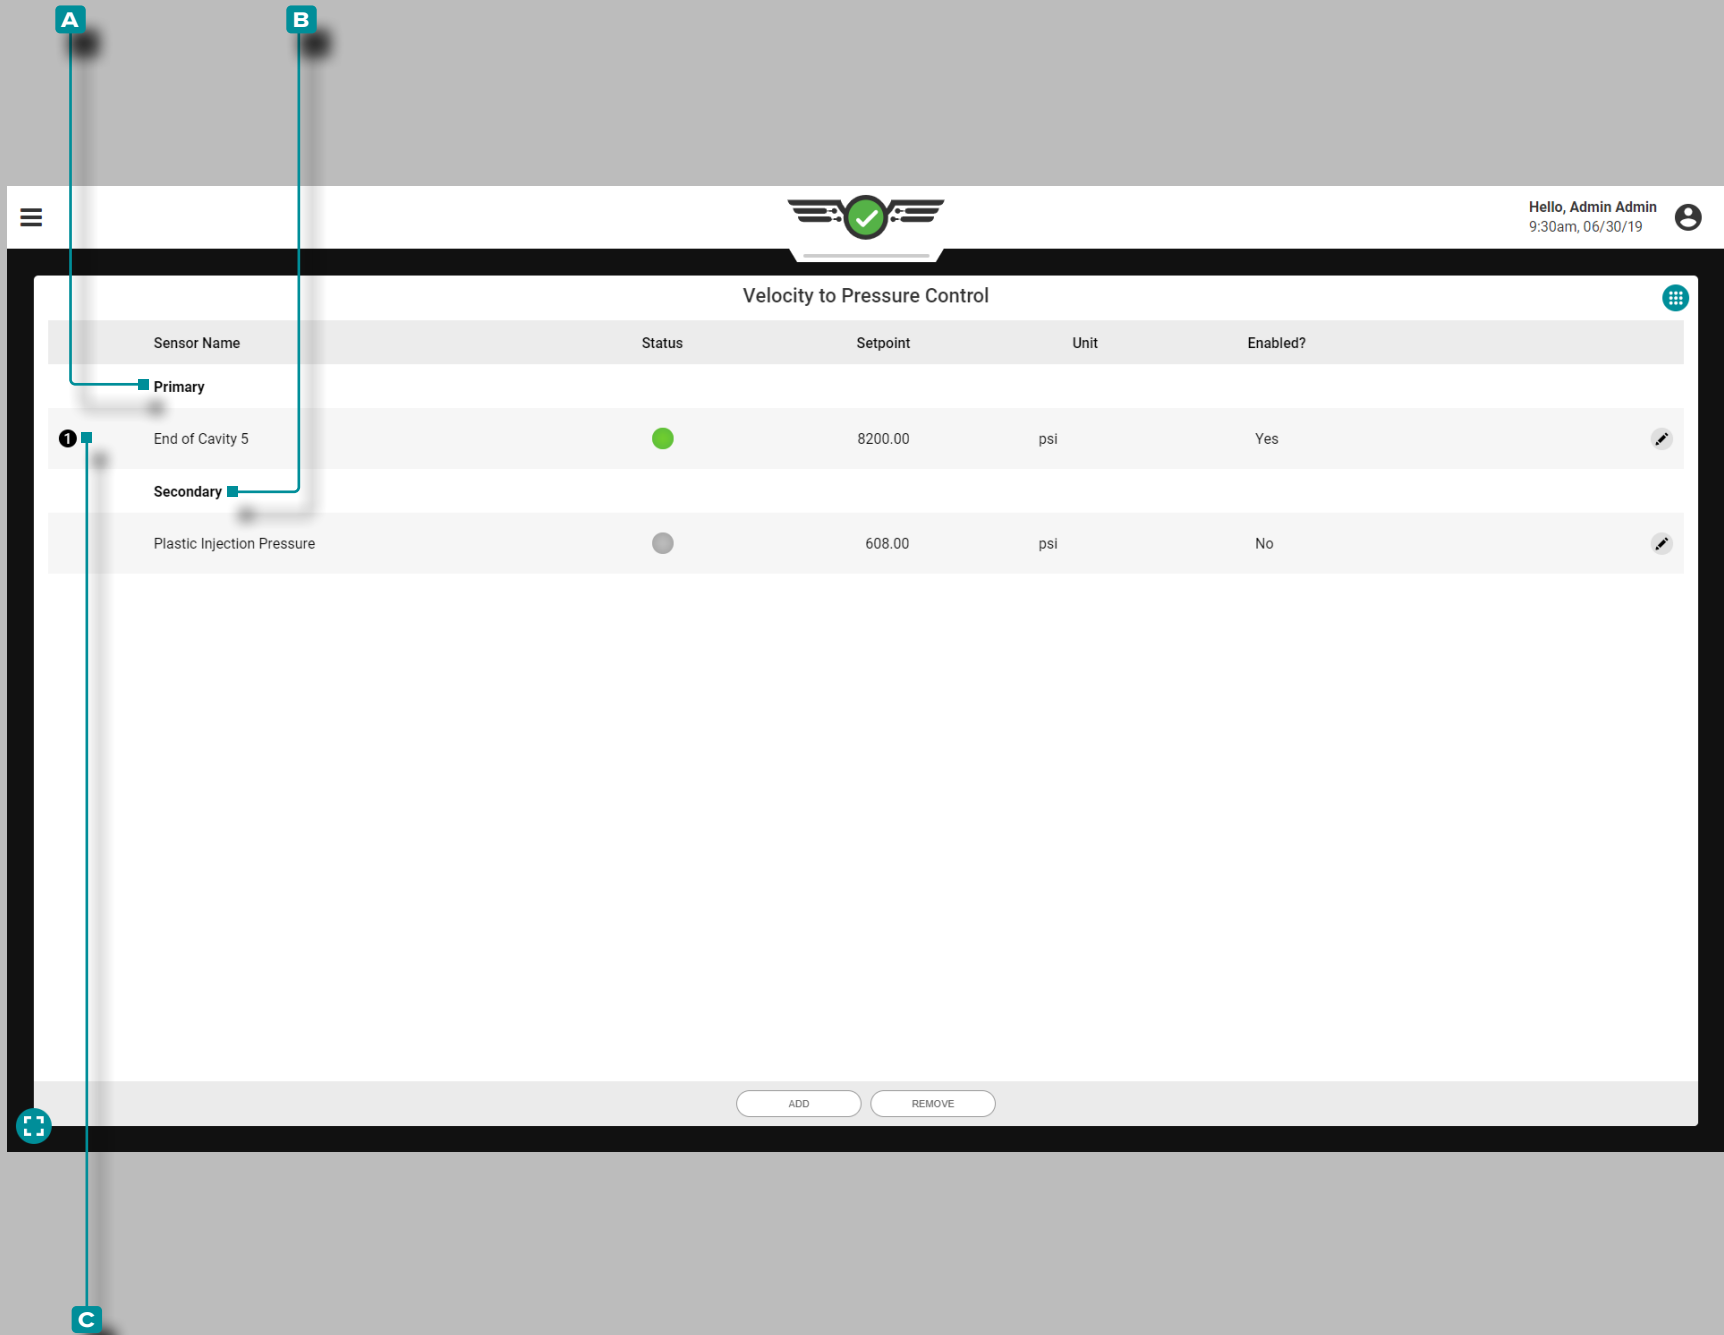 A B
Hello, Admin Admin
9:30am, 06/30/19
Velocity to Pressure Control
Sensor Name Status Setpoint Unit Enabled?
Primary
1 End of Cavity 5 8200.00 psi Yes
Secondary
Plastic Injection Pressure 608.00 psi No
ADD REMOVE
C